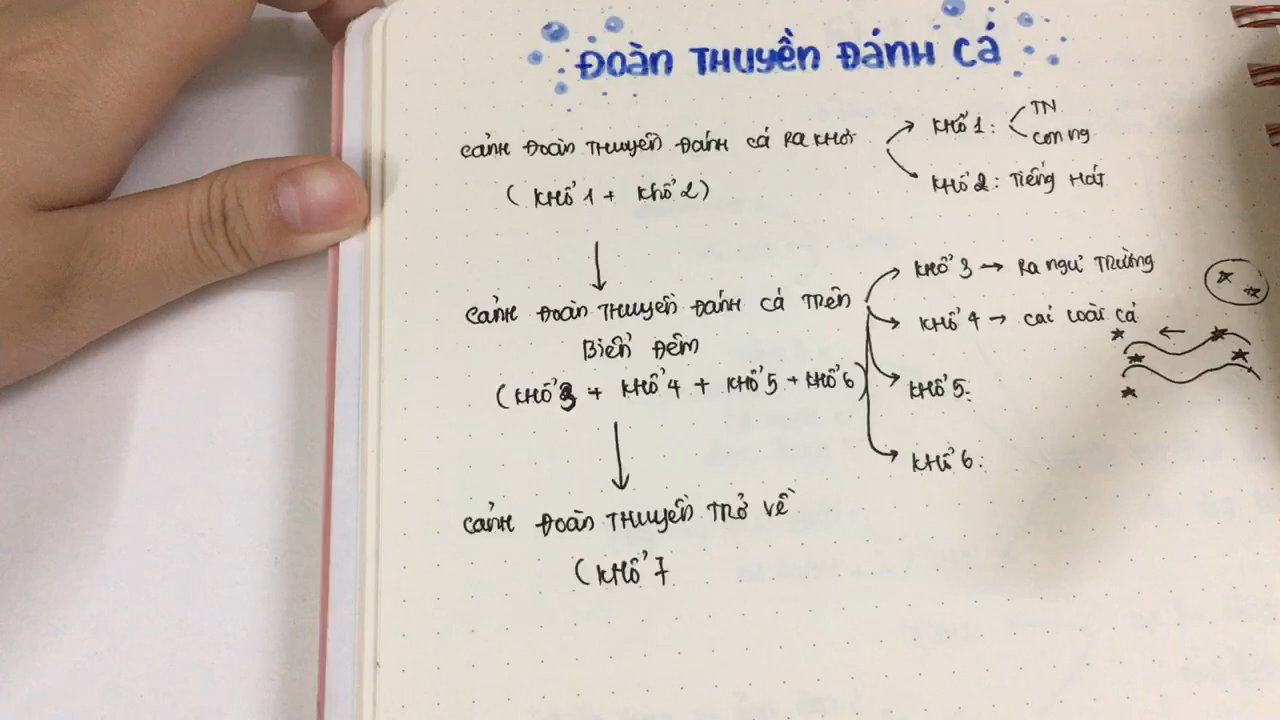 ĐOÀN THUYỀN ĐÁNH CÁ
CẢNH ĐOÀN THUYỀN ĐÁNH CÁ RA KHƠI
(KHỔ 1 + KHỔ 2)
KHỔ 1: TN
CON NG
KHỔ 2: TIẾNG HÁT
CẢNH ĐOÀN THUYỀN ĐÁNH CÁ TRÊN
BIỂN ĐÊM
(KHỔ 3 + KHỔ 4 + KHỔ 5 + KHỔ 6)
KHỔ 3 → RA NGƯ TRƯỜNG
KHỔ 4 → CÁI LOÀI CÁ
KHỔ 5:
KHỔ 6:
CẢNH ĐOÀN THUYỀN TRỞ VỀ
(KHỔ 7